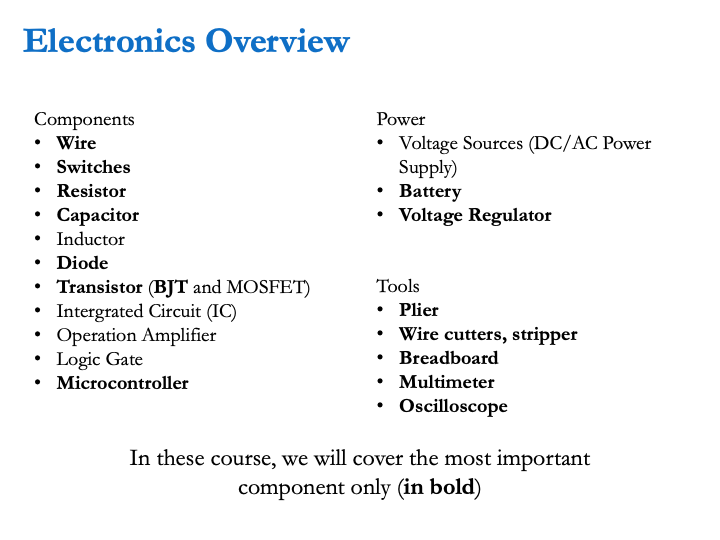 Electronics Overview
Components
• Wire
• Switches
• Resistor
• Capacitor
• Inductor
• Diode
• Transistor (BJT and MOSFET)
• Intergrated Circuit (IC)
• Operation Amplifier
• Logic Gate
• Microcontroller
Power
• Voltage Sources (DC/AC Power
Supply)
• Battery
• Voltage Regulator
Tools
• Plier
• Wire cutters, stripper
• Breadboard
• Multimeter
• Oscilloscope
In these course, we will cover the most important
component only (in bold)